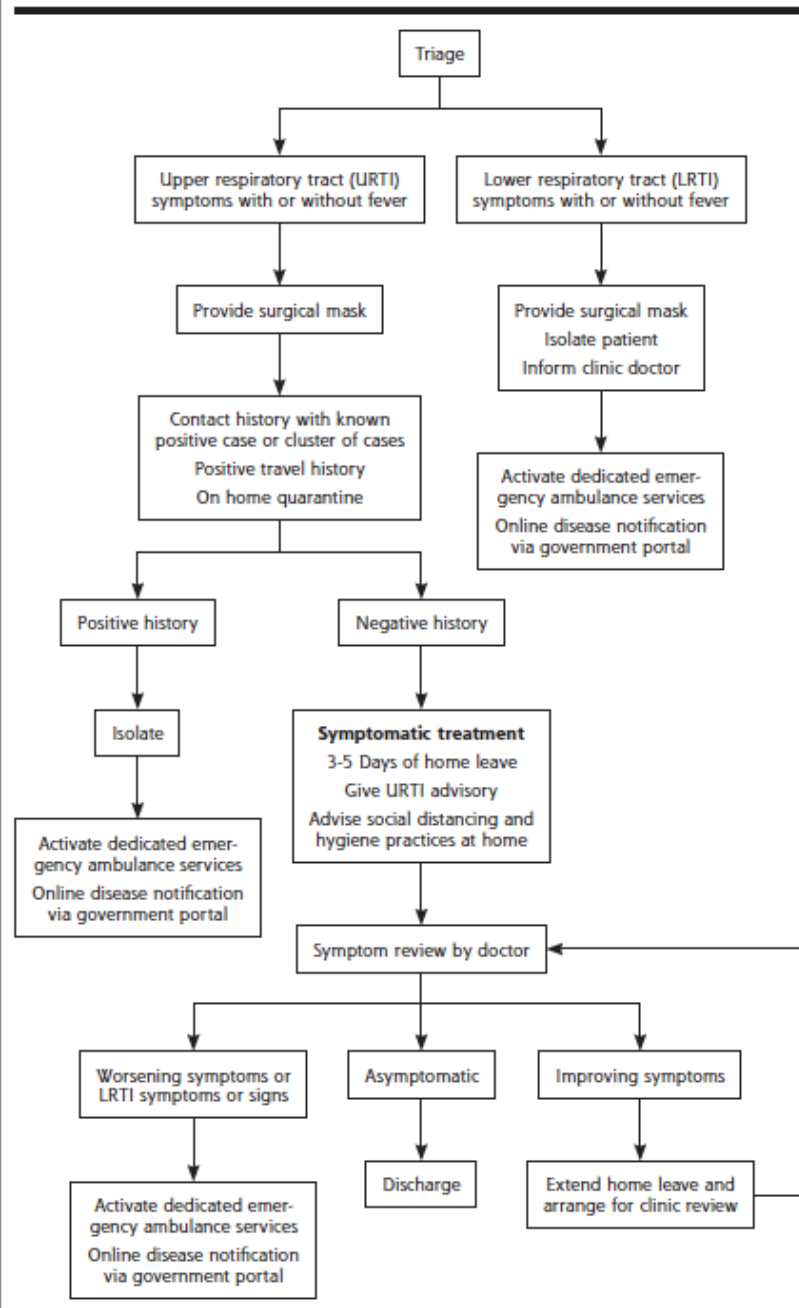 Triage
Upper respiratory tract (URTI)
symptoms with or without fever
Lower respiratory tract (LRTI)
symptoms with or without fever
Provide surgical mask
Provide surgical mask
Isolate patient
Inform clinic doctor
Contact history with known
positive case or cluster of cases
Positive travel history
On home quarantine
Activate dedicated emer-
gency ambulance services
Online disease notification
via government portal
Positive history
Negative history
Isolate
Symptomatic treatment
3-5 Days of home leave
Give URTI advisory
Advise social distancing and
hygiene practices at home
Activate dedicated emer-
gency ambulance services
Online disease notification
via government portal
Symptom review by doctor
Worsening symptoms or
LRTI symptoms or signs
Asymptomatic
Improving symptoms
Activate dedicated emer-
gency ambulance services
Online disease notification
via government portal
Discharge
Extend home leave and
arrange for clinic review